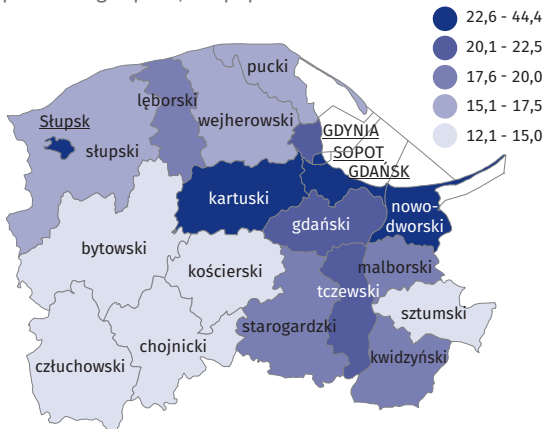 22,6 - 44,4
20,1 - 22,5
17,6 - 20,0
15,1 - 17,5
12,1 - 15,0
pucki
lęborski
wejherowski
Słupsk
słupski
GDYNIA
SOPOT
GDAŃSK
kartuski
nowo-
dworski
gdański
bytowski
kościerski
malborski
tczewski
sztumski
starogardzki
chojnicki
człuchowski
kwidzyński